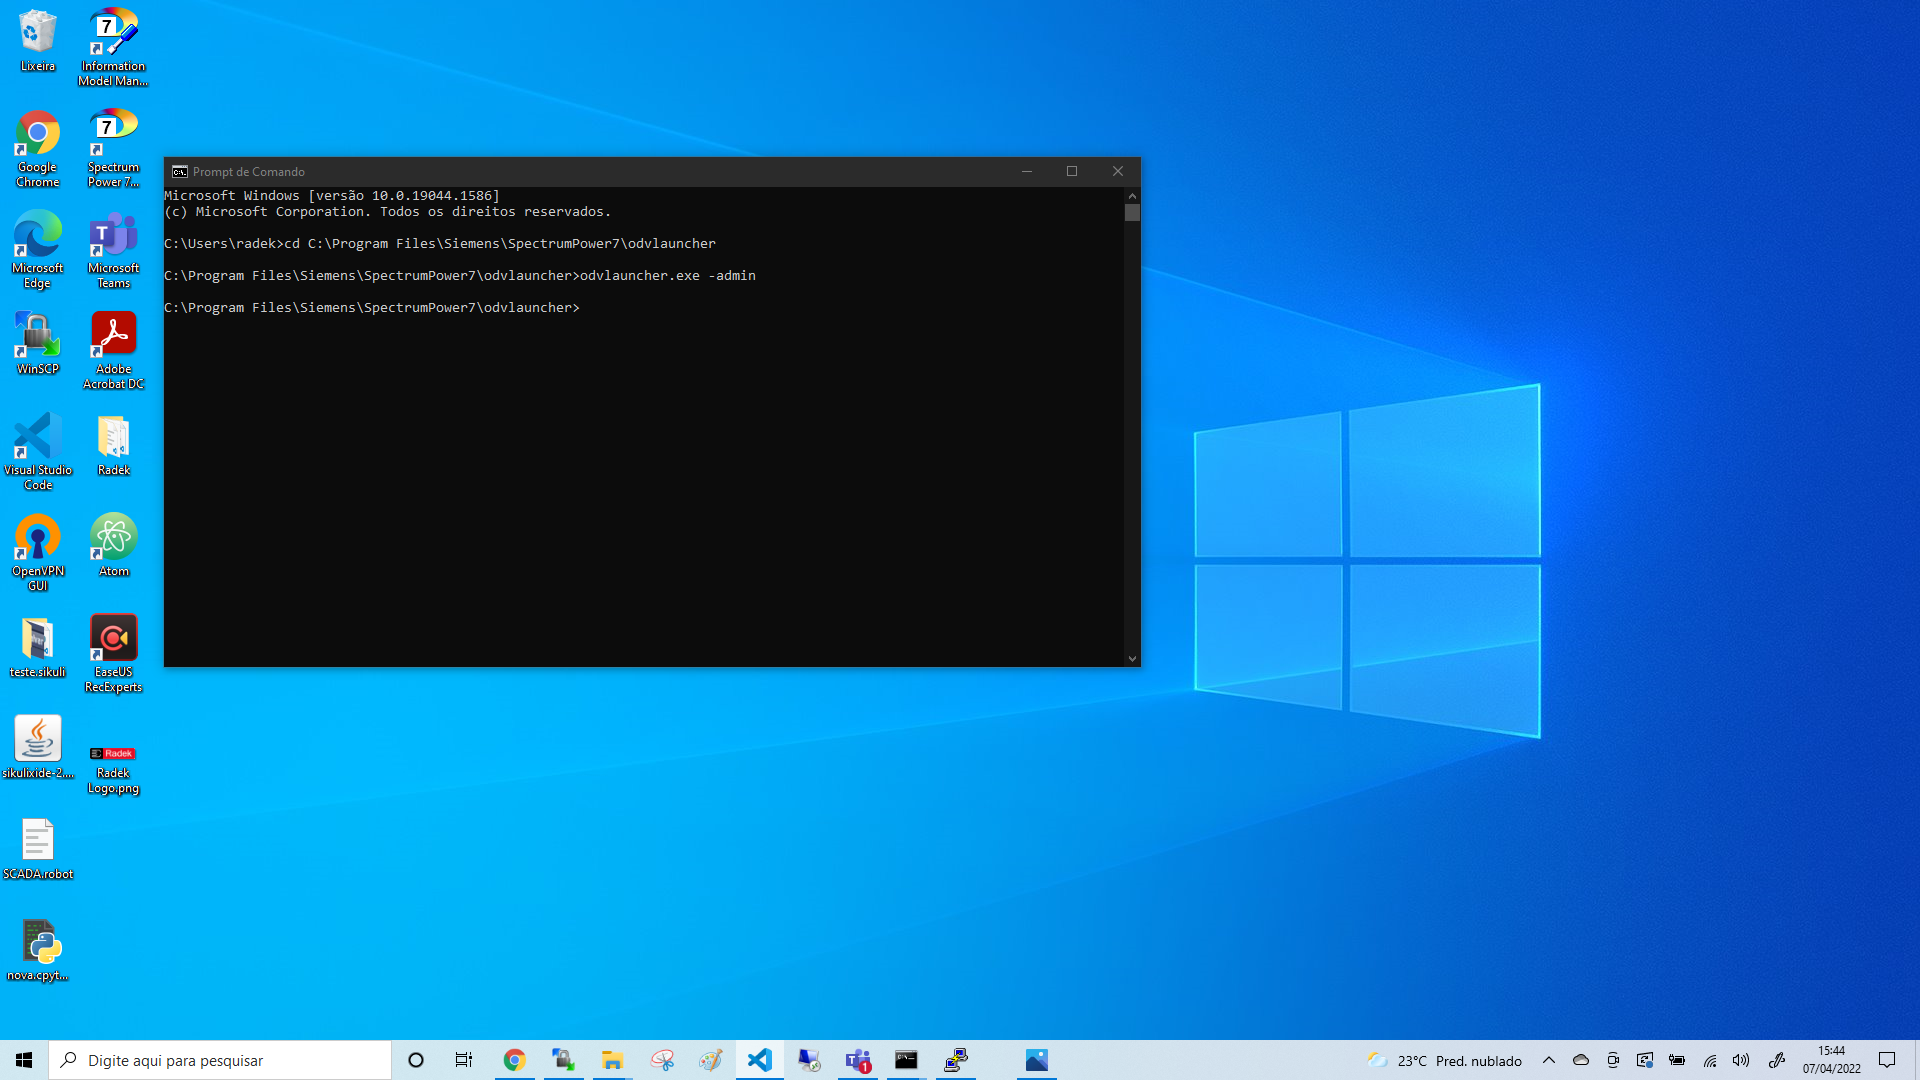 Lixeira
7
Information
Model Man...
Google
Chrome
7
Spectrum
Power 7...
Microsoft
Edge
T
Microsoft
Teams
WinSCP
Adobe
Acrobat DC
Visual Studio
Code
Radek
OpenVPN
GUI
Atom
teste.sikuli
EaseUS
RecExperts
sikulixide-2....
Radek
Radek
Logo.png
SCADA.robot
nova.cpyt...
Prompt de Comando
Microsoft Windows [versão 10.0.19044.1586]
(c) Microsoft Corporation. Todos os direitos reservados.
C:\Users\radek>cd C:\Program Files\Siemens\SpectrumPower7\odvlauncher
C:\Program Files\Siemens\SpectrumPower7\odvlauncher>odvlauncher.exe -admin
C:\Program Files\Siemens\SpectrumPower7\odvlauncher>
Digite aqui para pesquisar
1
23°C Pred. nublado
15:44
07/04/2022